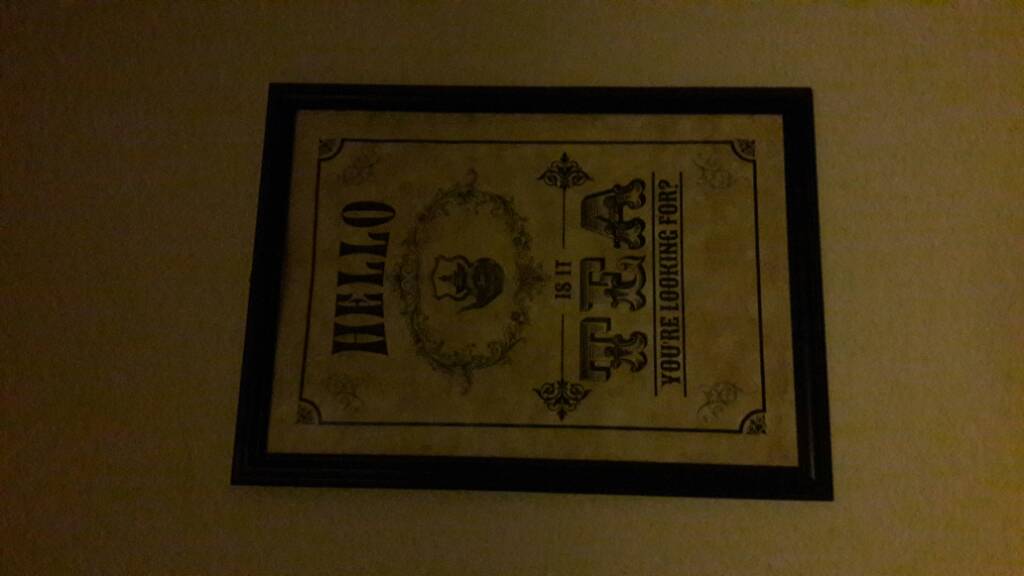 HELLO
IS IT
TEA
YOU'RE LOOKING FOR?